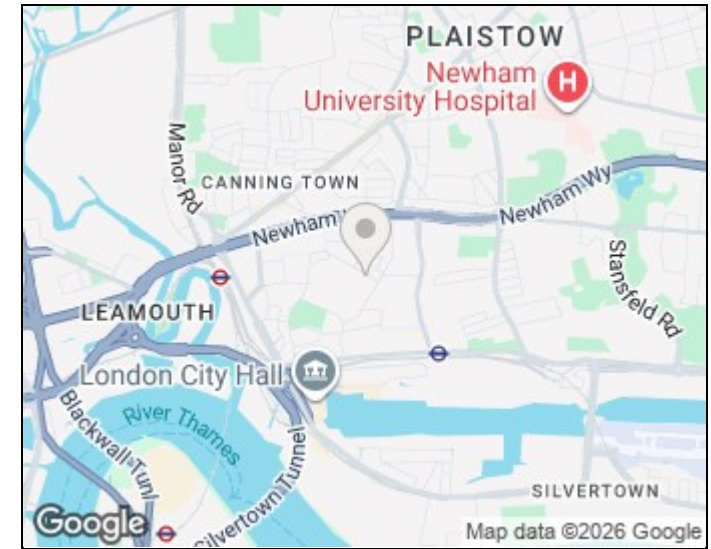 PLAISTOW
Newham
University Hospital
H
Manor Rd
CANNING TOWN
Newham Wy
Newham
Stansfeld Rd
LEAMOUTH
London City Hall
River Thames
Blackwall Tunl
Silvertown Tunnel
SILVERTOWN
Google
Map data ©2026 Google